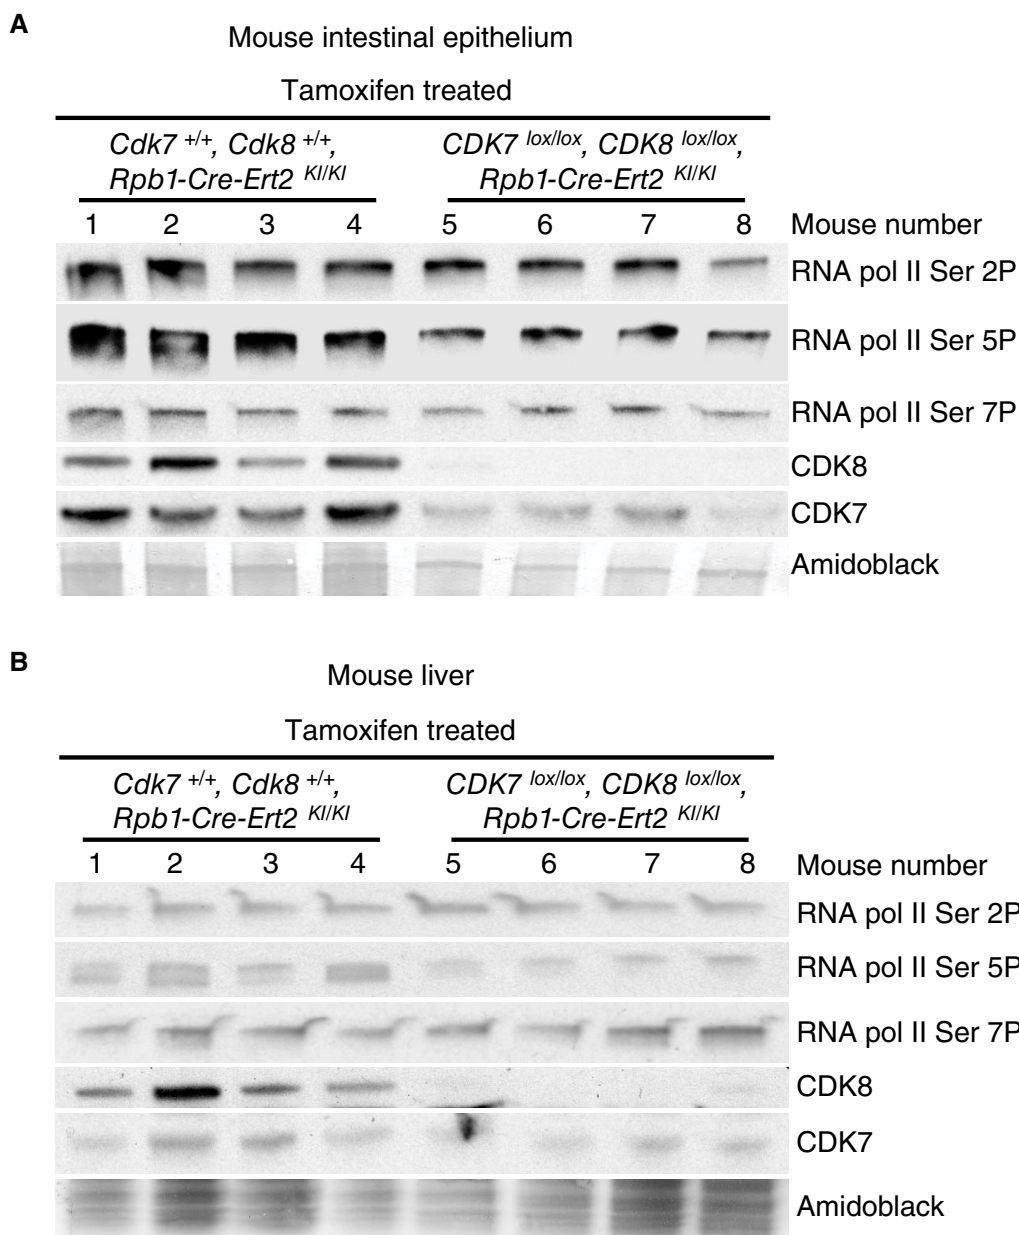 A
Mouse intestinal epithelium
Tamoxifen treated
Cdk7 +/+, Cdk8 +/+,
Rpb1-Cre-Ert2 KI/KI
CDK7 lox/lox, CDK8 lox/lox,
Rpb1-Cre-Ert2 KI/KI
1 2 3 4 5 6 7 8 Mouse number
RNA pol II Ser 2P
RNA pol II Ser 5P
RNA pol II Ser 7P
CDK8
CDK7
Amidoblack
B
Mouse liver
Tamoxifen treated
Cdk7 +/+, Cdk8 +/+,
Rpb1-Cre-Ert2 KI/KI
CDK7 lox/lox, CDK8 lox/lox,
Rpb1-Cre-Ert2 KI/KI
1 2 3 4 5 6 7 8 Mouse number
RNA pol II Ser 2P
RNA pol II Ser 5P
RNA pol II Ser 7P
CDK8
CDK7
Amidoblack